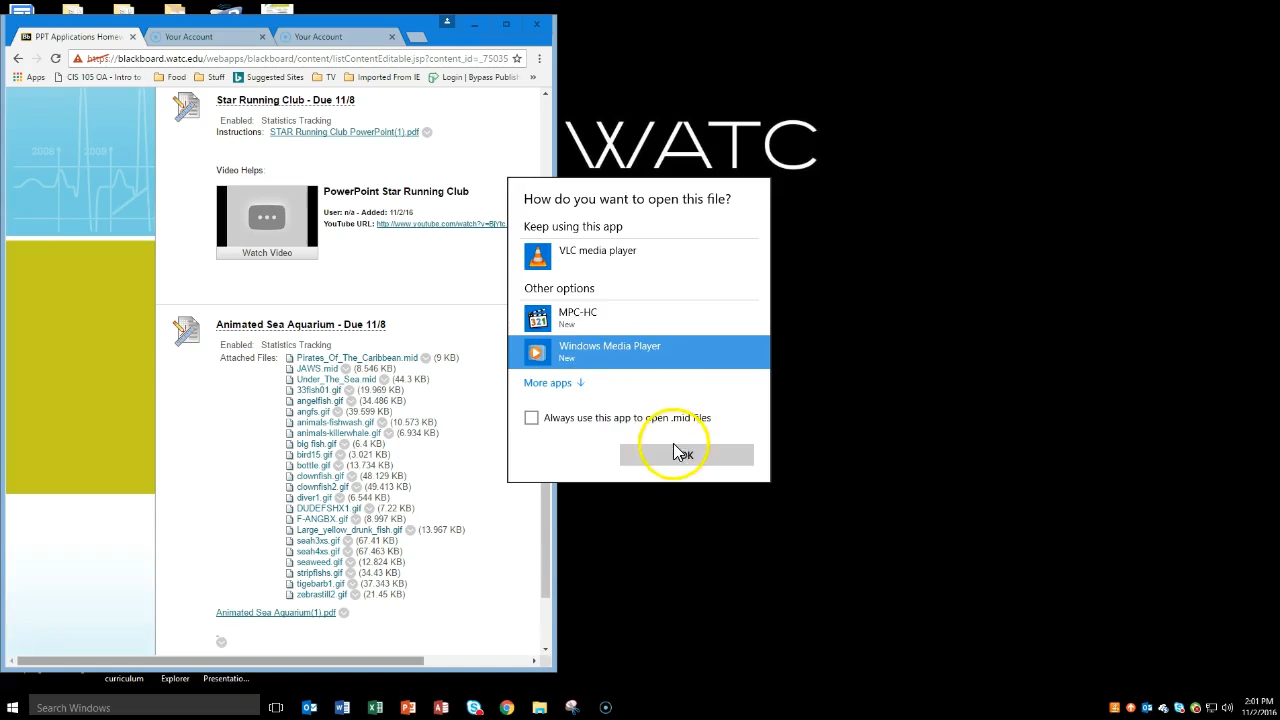 PPT Applications Homew
Your Account
Your Account
https://blackboard.watc.edu/webapps/blackboard/content/listContentEditable.jsp?content_id=_75035
Apps
CIS 105 OA - Intro to
Food
Stuff
Suggested Sites
TV
Imported From IE
Login | Bypass Publish
»
Star Running Club - Due 11/8
Enabled: Statistics Tracking
Instructions: STAR Running Club PowerPoint(1).pdf
Video Helps:
PowerPoint Star Running Club
User: n/a - Added: 11/2/16
YouTube URL: http://www.youtube.com/watch?v=BjYtc
Watch Video
Animated Sea Aquarium - Due 11/8
Enabled: Statistics Tracking
Attached Files: Pirates_Of_The_Caribbean.mid (9 KB)
JAWS.mid (8.546 KB)
Under_The_Sea.mid (44.3 KB)
33fish01.gif (19.969 KB)
angelfish.gif (34.486 KB)
angfs.gif (39.599 KB)
animals-fishwash.gif (10.573 KB)
animals-killerwhale.gif (6.934 KB)
big fish.gif (6.4 KB)
bird15.gif (3.021 KB)
bottle.gif (13.734 KB)
clownfish.gif (48.129 KB)
clownfish2.gif (49.413 KB)
diver1.gif (6.544 KB)
DUDEFSHX1.gif (7.22 KB)
F-ANGBX.gif (8.997 KB)
Large_yellow_drunk_fish.gif (13.967 KB)
seah3xs.gif (67.41 KB)
seah4xs.gif (67.463 KB)
seaweed.gif (12.824 KB)
stripfishs.gif (34.43 KB)
tigebarb1.gif (37.343 KB)
zebrastill2 gif (21.45 KB)
Animated Sea Aquarium(1).pdf
2008
2009
WATC
How do you want to open this file?
Keep using this app
VLC media player
Other options
MPC-HC
New
Windows Media Player
New
More apps
Always use this app to open .mid files
OK
curriculum
Explorer
Presentatio...
Search Windows
2:01 PM
11/2/2016